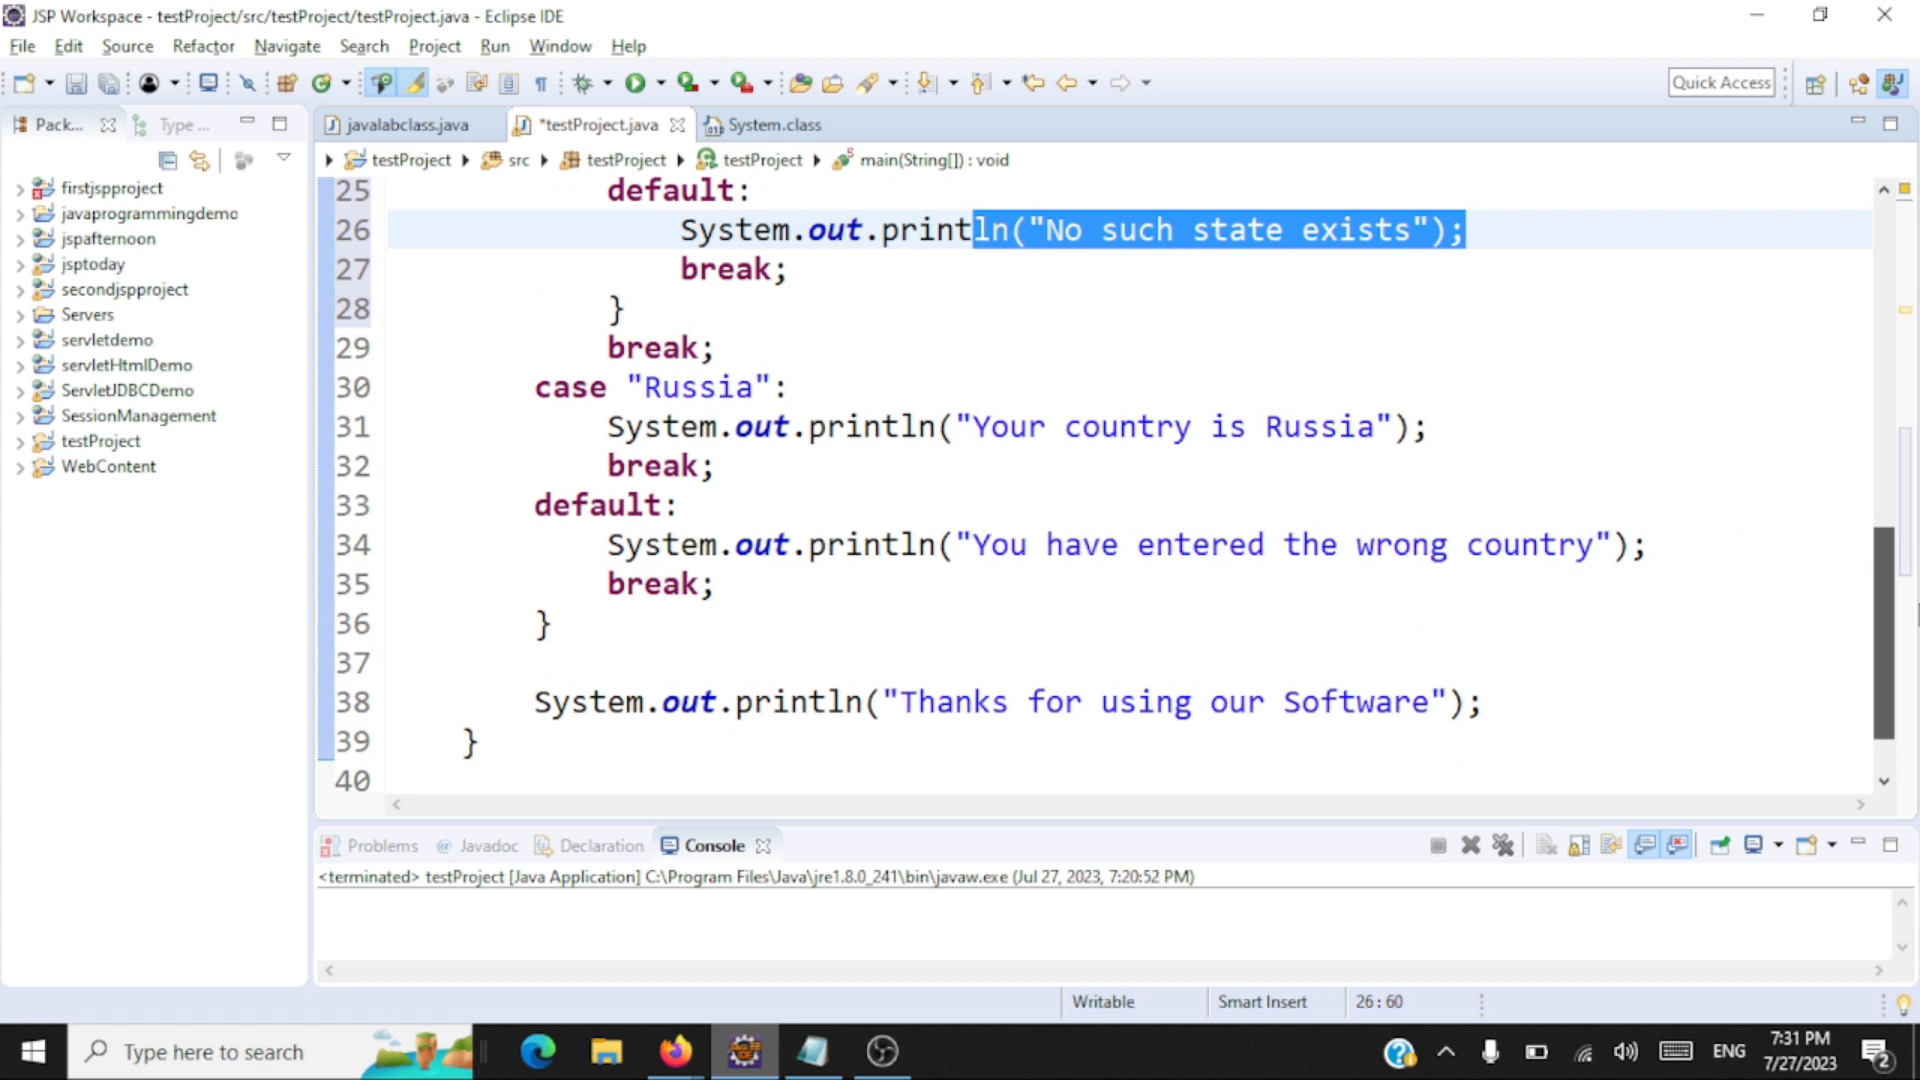 JSP Workspace - testProject/src/testProject/testProject.java - Eclipse IDE
File Edit Source Refactor Navigate Search Project Run Window Help
Quick Access
Pack... Type ...
javalabclass.java *testProject.java System.class
testProject src testProject testProject main(String[]) : void
firstjspproject
javaprogrammingdemo
jspafternoon
jsptoday
secondjspproject
Servers
servletdemo
servletHtmlDemo
ServletJDBCDemo
SessionManagement
testProject
WebContent
25 default:
26 System.out.println("No such state exists");
27 break;
28 }
29 break;
30 case "Russia":
31 System.out.println("Your country is Russia");
32 break;
33 default:
34 System.out.println("You have entered the wrong country");
35 break;
36 }
37
38 System.out.println("Thanks for using our Software");
39 }
40
Problems @ Javadoc Declaration Console
<terminated> testProject [Java Application] C:\Program Files\Java\jre1.8.0_241\bin\javaw.exe (Jul 27, 2023, 7:20:52 PM)
Writable Smart Insert 26 : 60
Type here to search
ENG
7:31 PM
7/27/2023
2